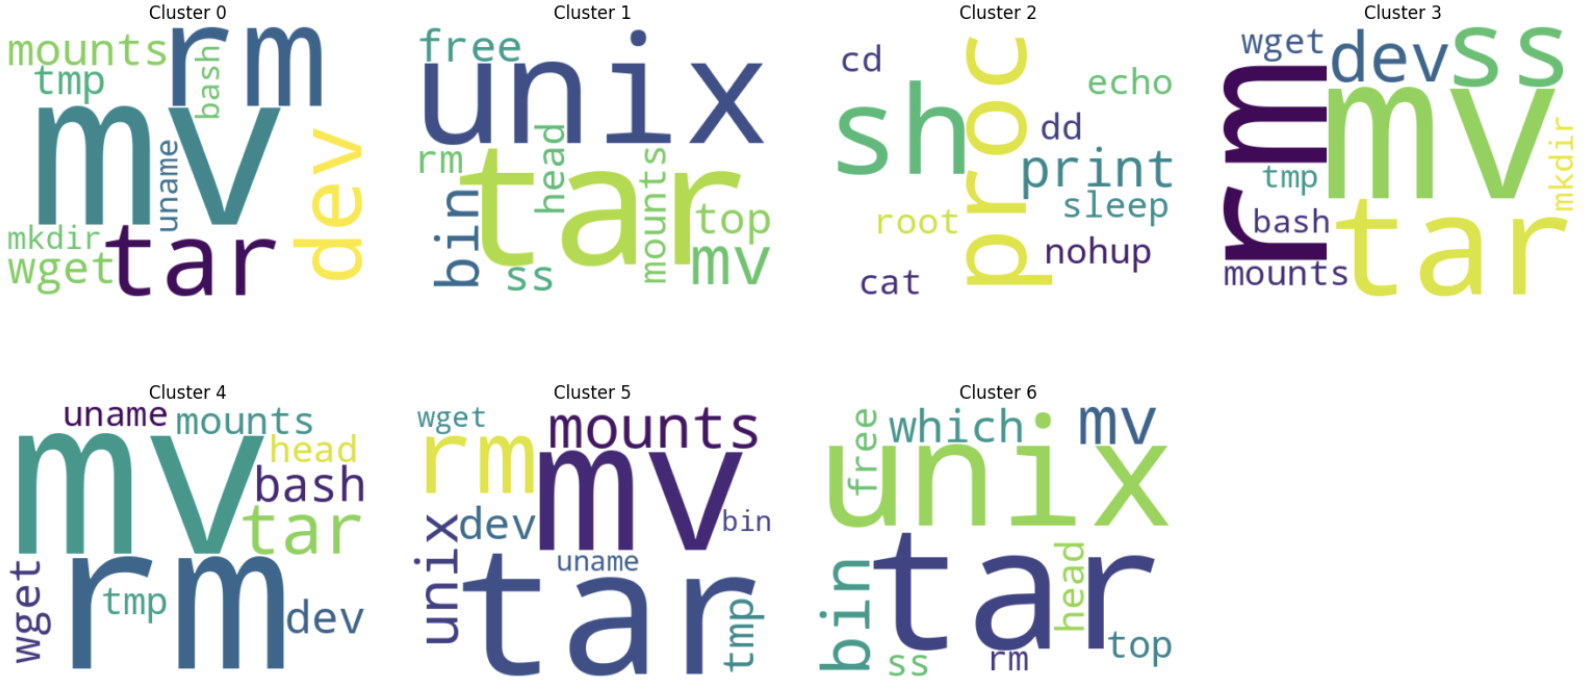 Cluster 0
mounts
rm
tmp
bash
mv
uname
dev
mkdir
tar
wget
Cluster 1
free
unix
rm
head
tar
mounts
bin
top
ss
mv
Cluster 2
cd
proc
echo
sh
dd
print
sleep
root
nohup
cat
Cluster 3
wget
dev
ss
rm
mv
mkdir
tmp
bash
tar
mounts
Cluster 4
uname
mounts
mv
head
bash
tar
wget
rm
tmp
dev
Cluster 5
wget
mounts
rm
mv
unix
dev
bin
uname
tar
tmp
Cluster 6
free
which
mv
unix
bin
tar
head
top
ss
rm